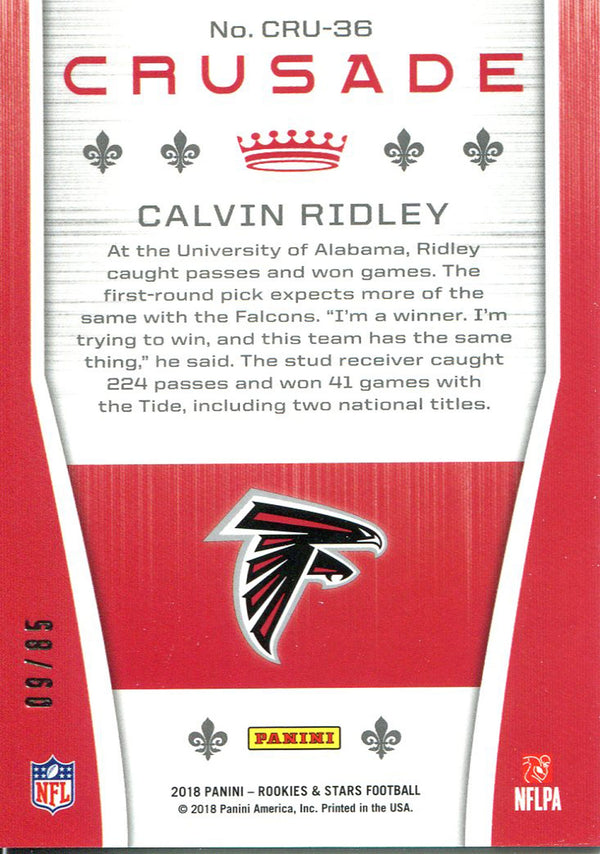 No. CRU-36
CRUSADE
CALVIN RIDLEY
At the University of Alabama, Ridley
caught passes and won games. The
first-round pick expects more of the
same with the Falcons. “I’m a winner. I’m
trying to win, and this team has the same
thing,” he said. The stud receiver caught
224 passes and won 41 games with
the Tide, including two national titles.
09/85
PANINI
NFL
NFLPA
2018 PANINI – ROOKIES & STARS FOOTBALL
© 2018 Panini America, Inc. Printed in the USA.